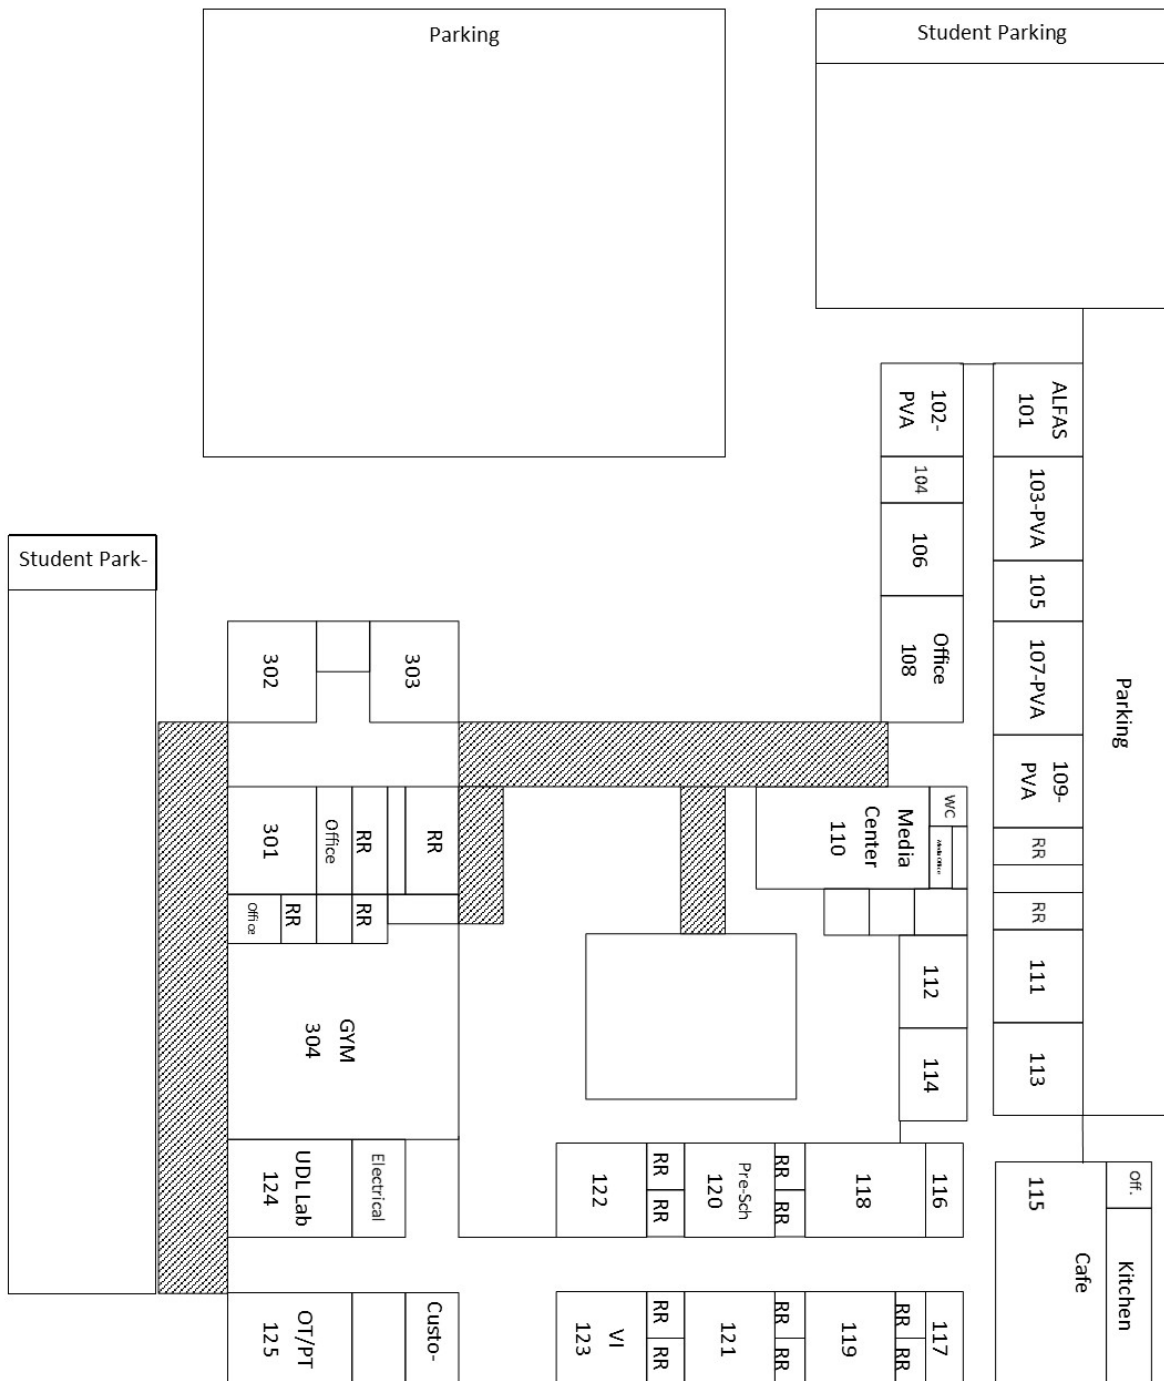 Parking
Student Parking
ALFAS
101
102-
PVA
103-PVA
104
105
106
107-PVA
Office
108
Parking
109-
PVA
Student Park-
302
303
WC
Media
Center
110
Media Office
RR
RR
301
Office
RR
RR
Office
RR
RR
111
112
113
114
GYM
304
UDL Lab
124
Electrical
122
RR
RR
Pre-Sch
120
RR
RR
118
116
115
Cafe
Off.
Kitchen
OT/PT
125
Custo-
VI
123
RR
RR
121
RR
RR
119
RR
RR
117